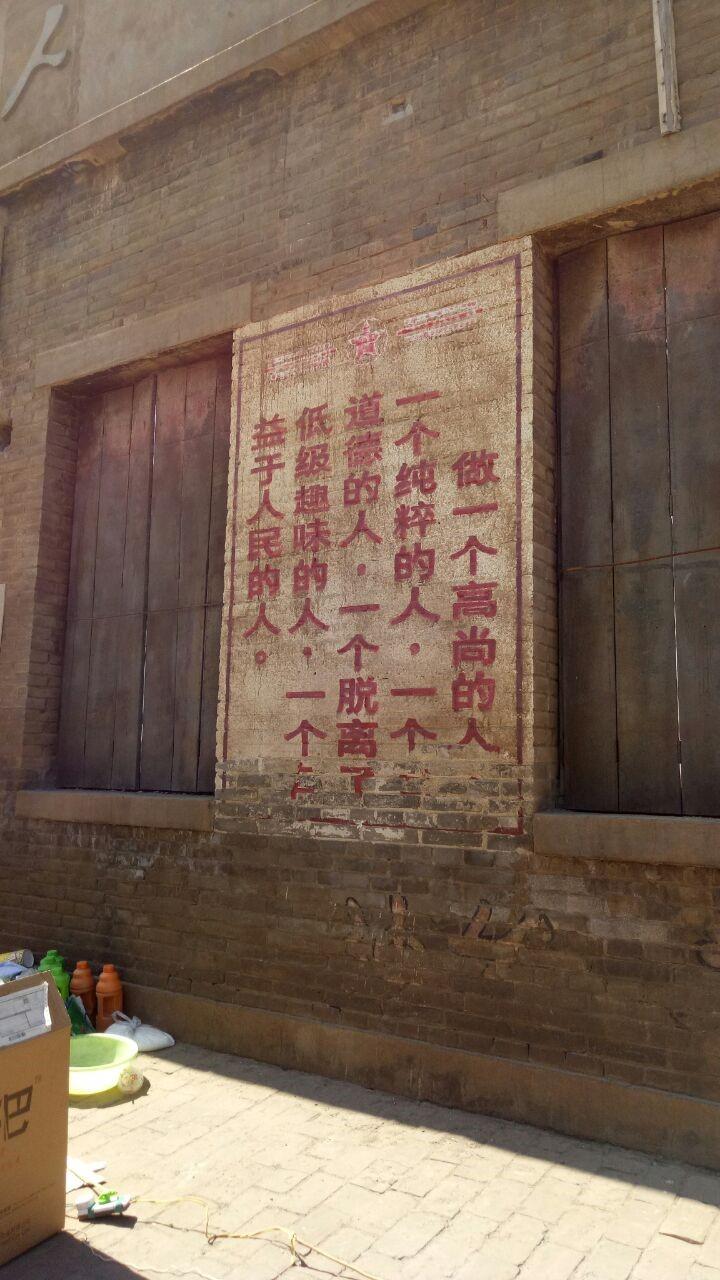 人
做一个高尚的人
一个纯粹的人，一个
道德的人，一个脱离了
低级趣味的人，一个
益于人民的人。
吧